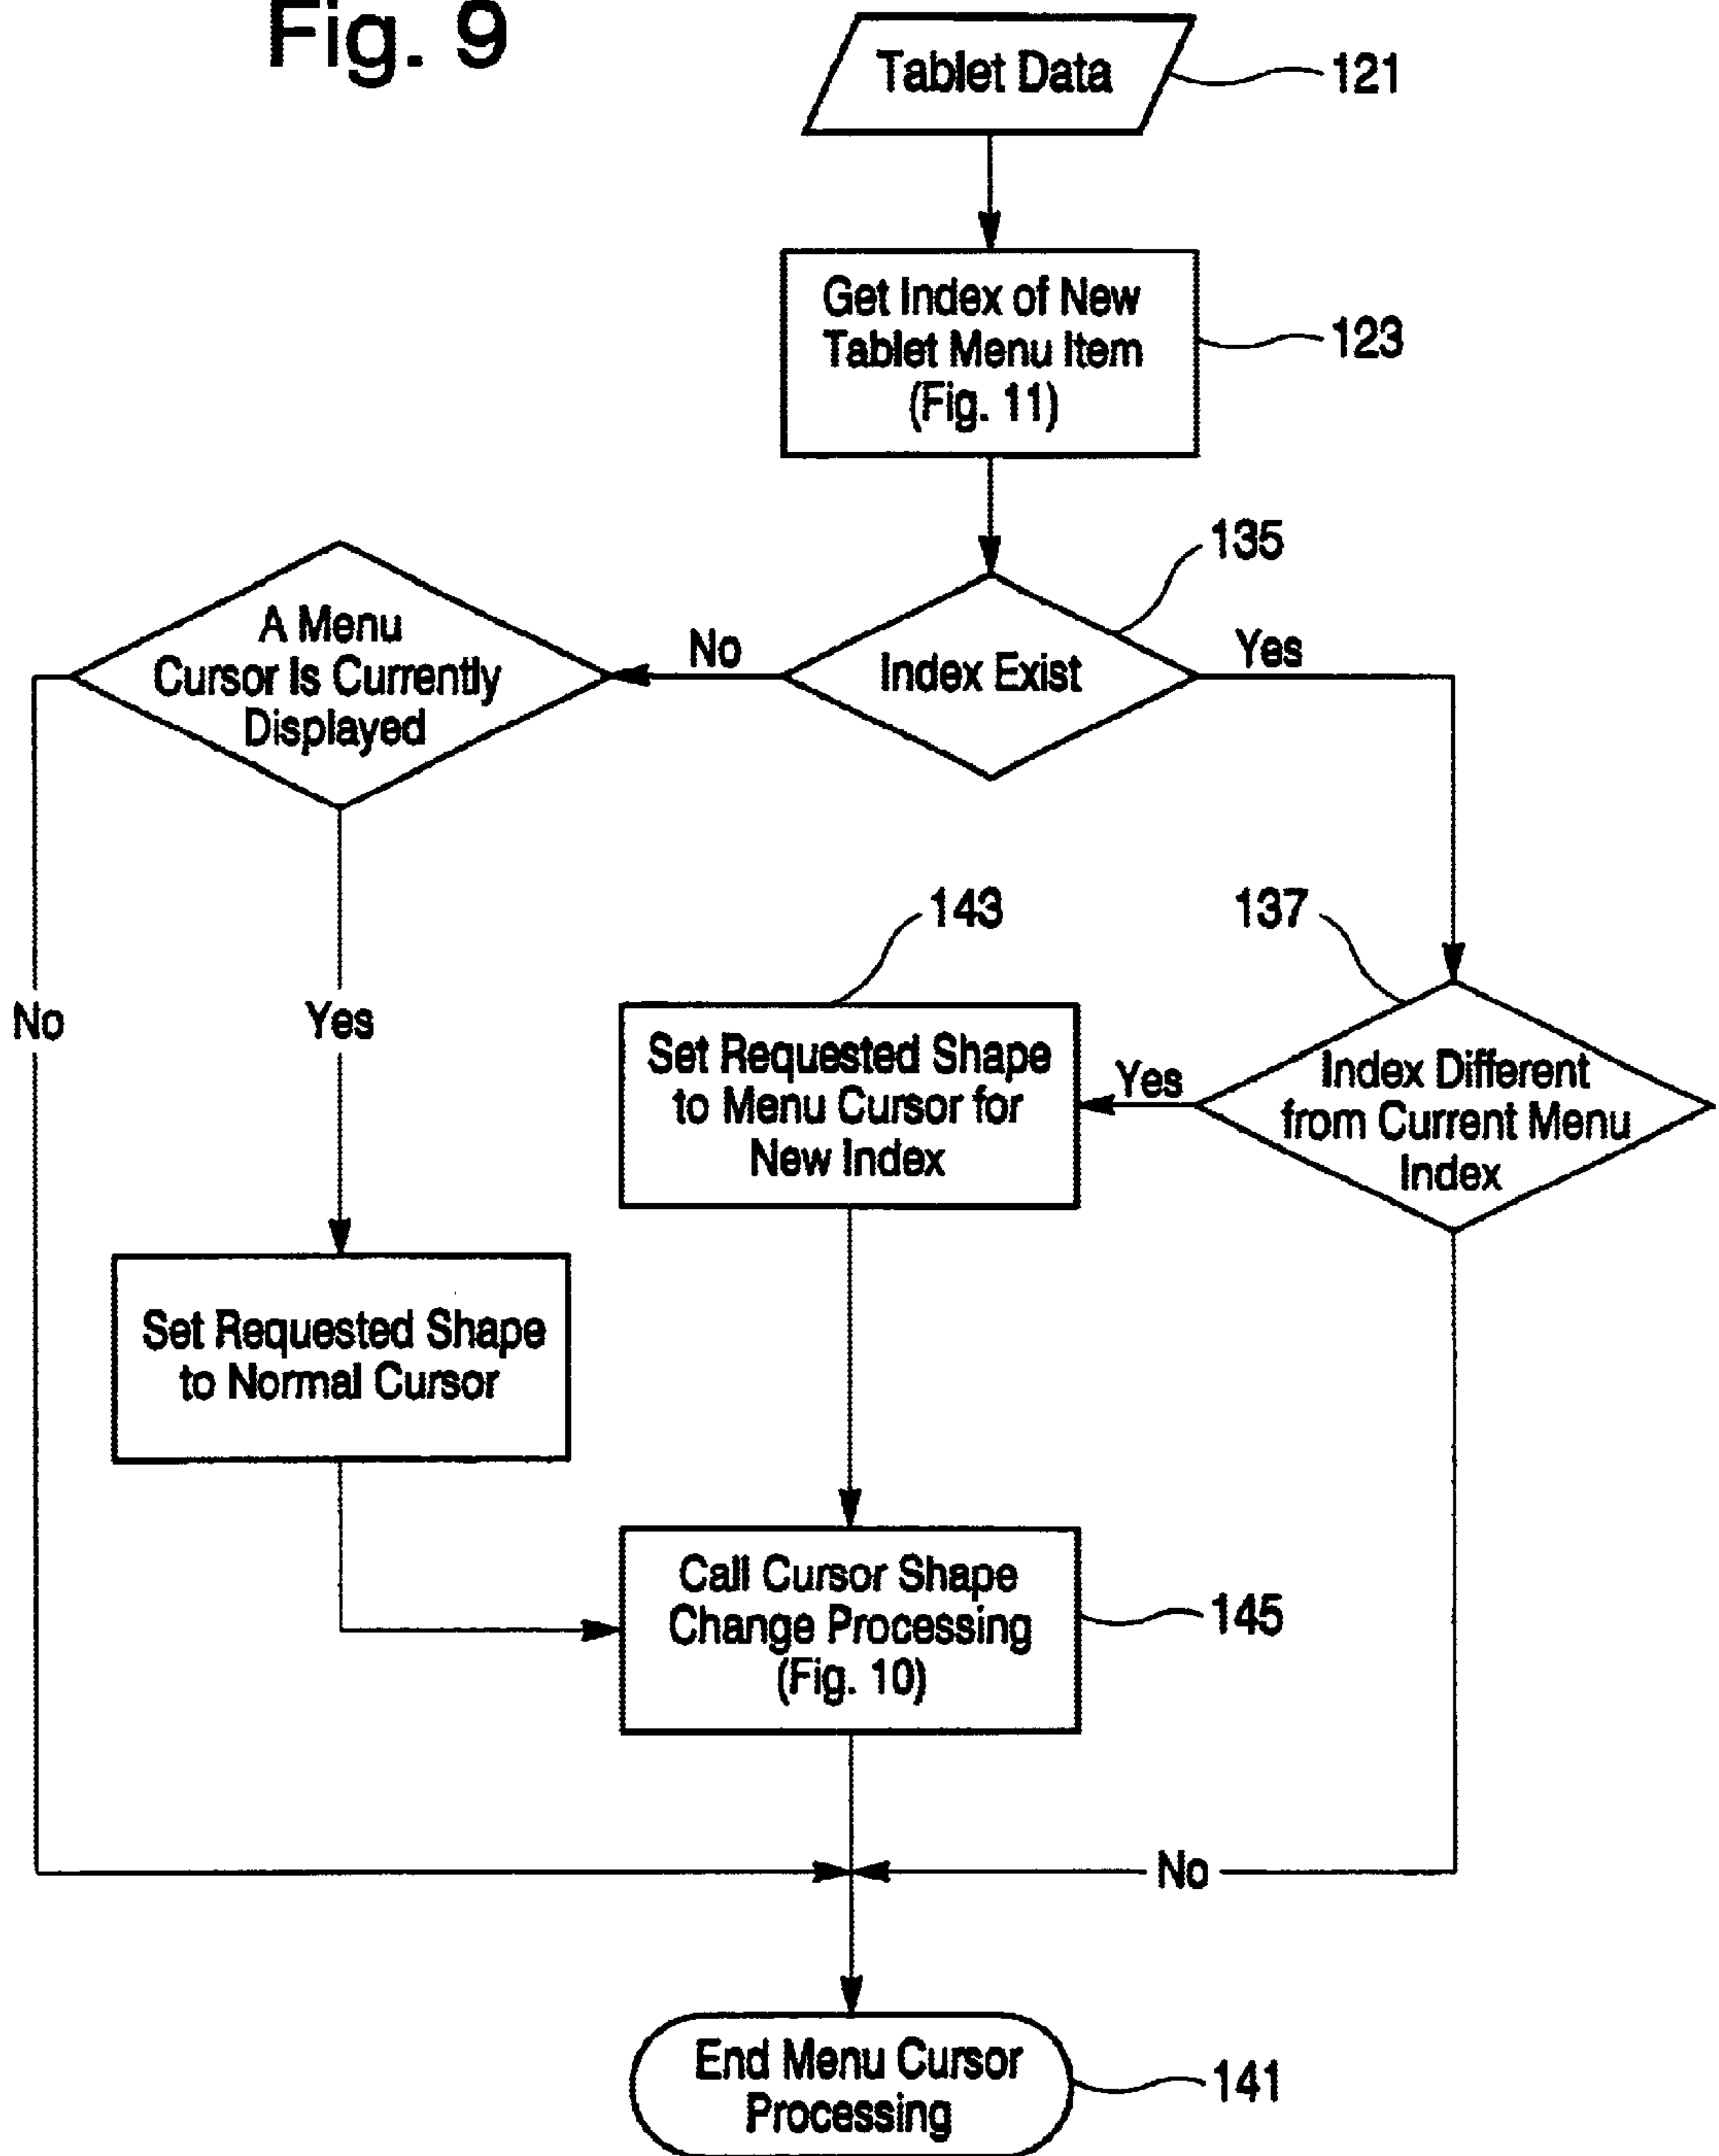 Fig. 9
Tablet Data
121
Get Index of New
Tablet Menu Item
(Fig. 11)
123
135
A Menu
Cursor Is Currently
Displayed
No
Index Exist
Yes
143
137
No
Yes
Set Requested Shape
to Menu Cursor for
New Index
Yes
Index Different
from Current Menu
Index
Set Requested Shape
to Normal Cursor
Call Cursor Shape
Change Processing
(Fig. 10)
145
No
End Menu Cursor
Processing
141